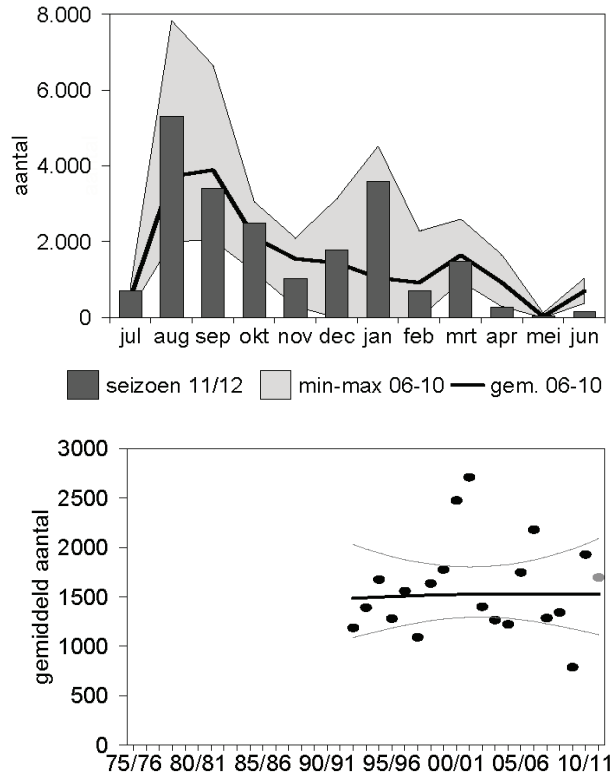 8.000
6.000
4.000
2.000
0
aantal
jul aug sep okt nov dec jan feb mrt apr mei jun
seizoen 11/12 min-max 06-10 gem. 06-10
3000
2500
2000
1500
1000
500
0
gemiddeld aantal
75/76 80/81 85/86 90/91 95/96 00/01 05/06 10/11